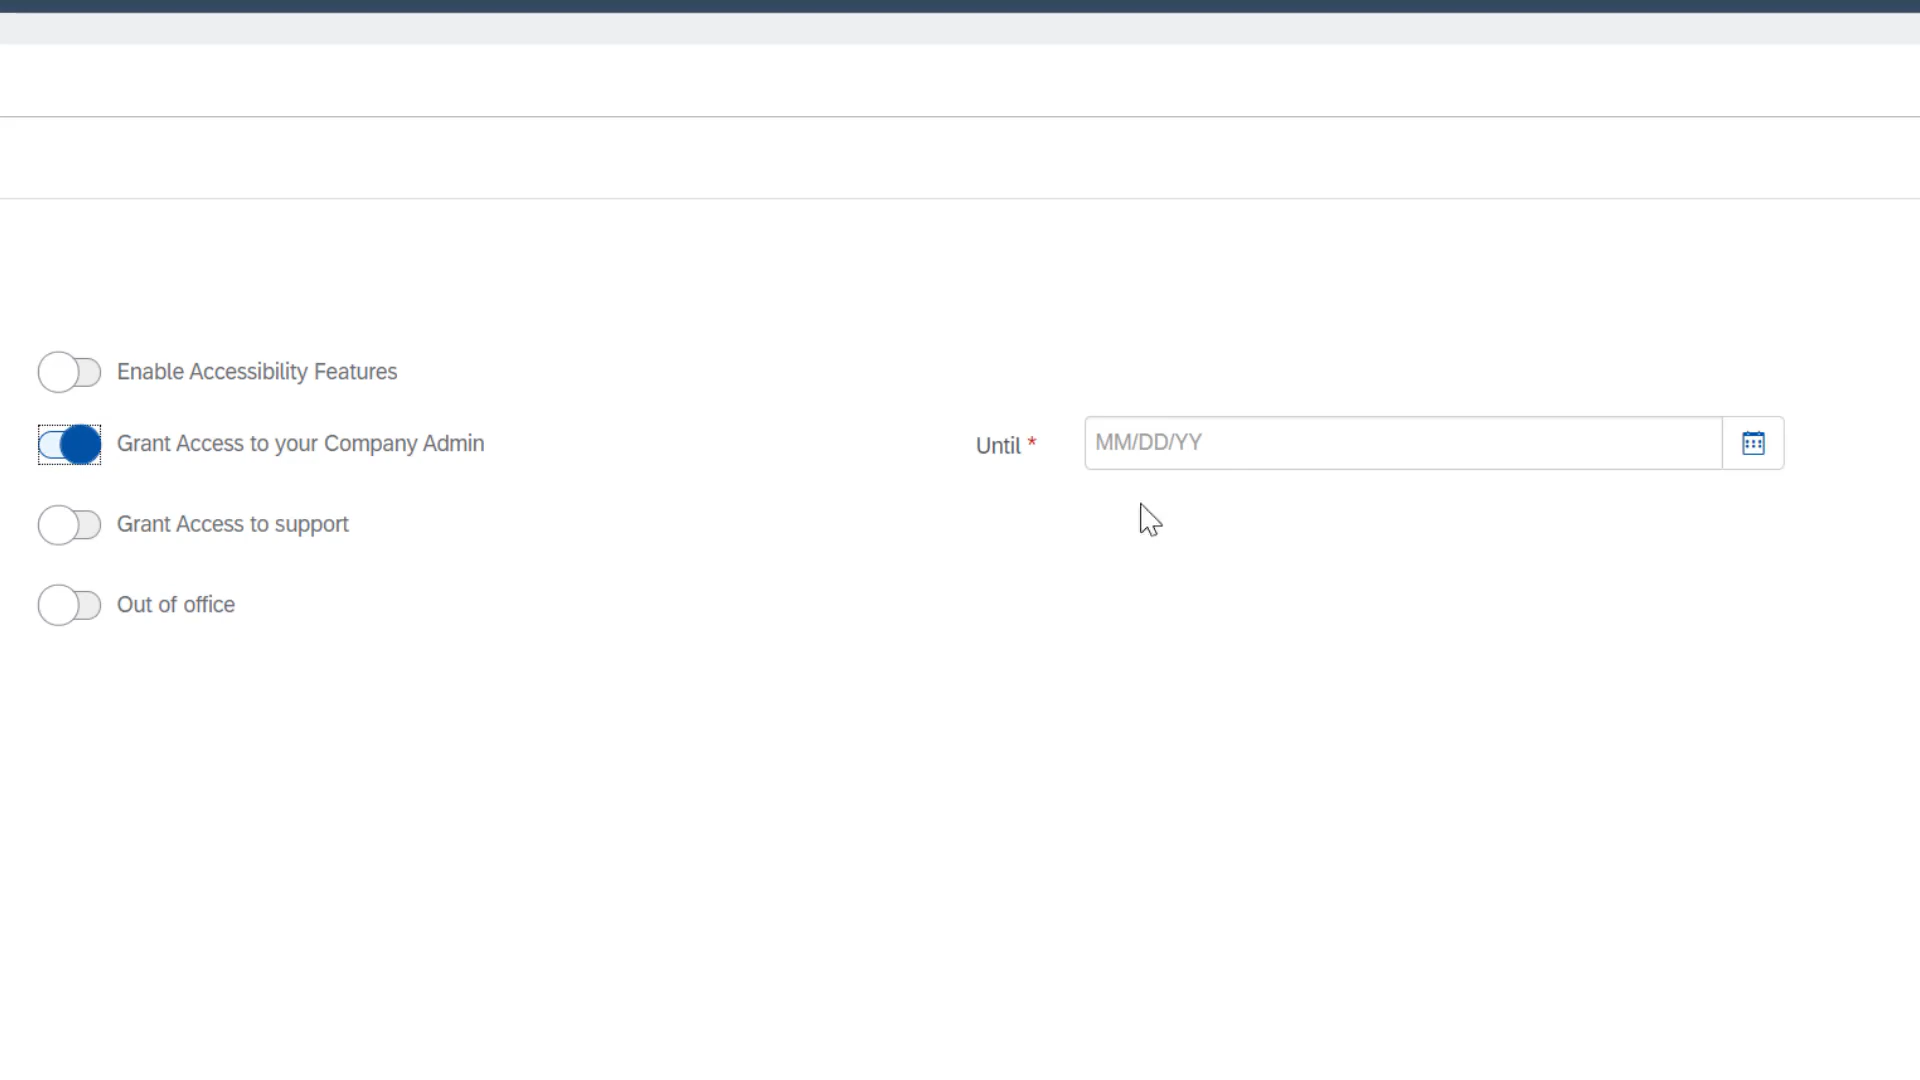 Enable Accessibility Features
Grant Access to your Company Admin
Until *
MM/DD/YY
Grant Access to support
Out of office